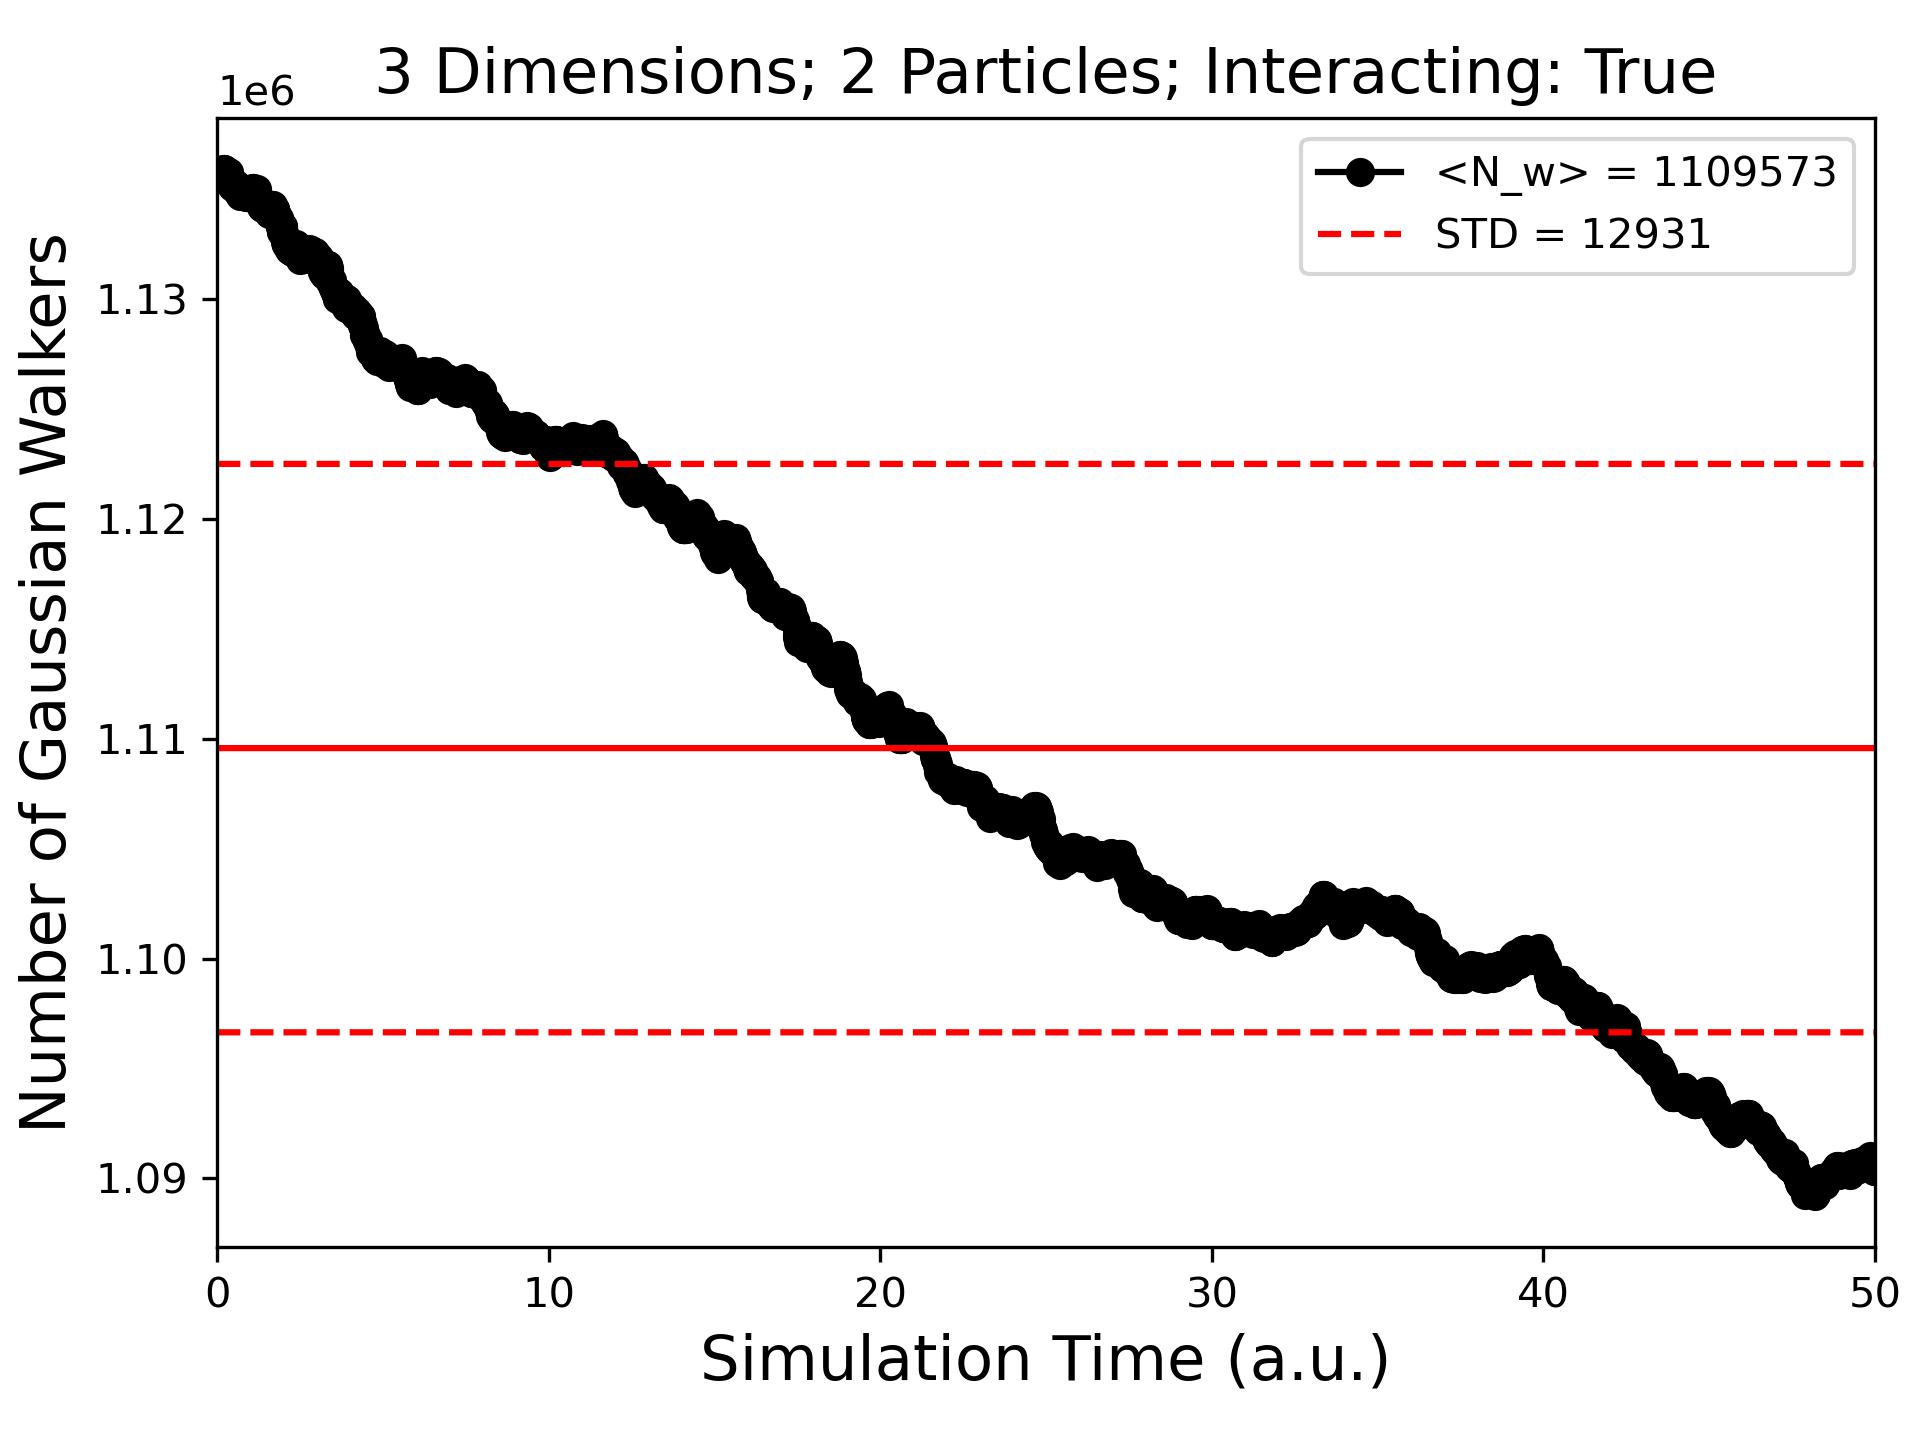 3 Dimensions; 2 Particles; Interacting: True
1e6
<N_w> = 1109573
STD = 12931
Number of Gaussian Walkers
1.13
1.12
1.11
1.10
1.09
0 10 20 30 40 50
Simulation Time (a.u.)